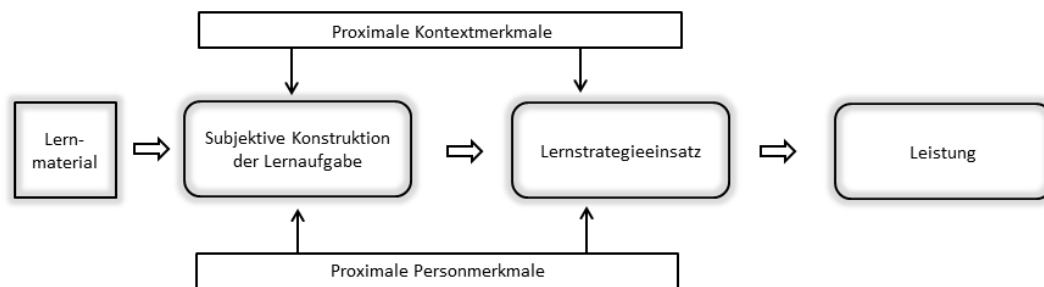 Proximale Kontextmerkmale
Lern-
material
Subjektive Konstruktion
der Lernaufgabe
Lernstrategieeinsatz
Leistung
Proximale Personmerkmale